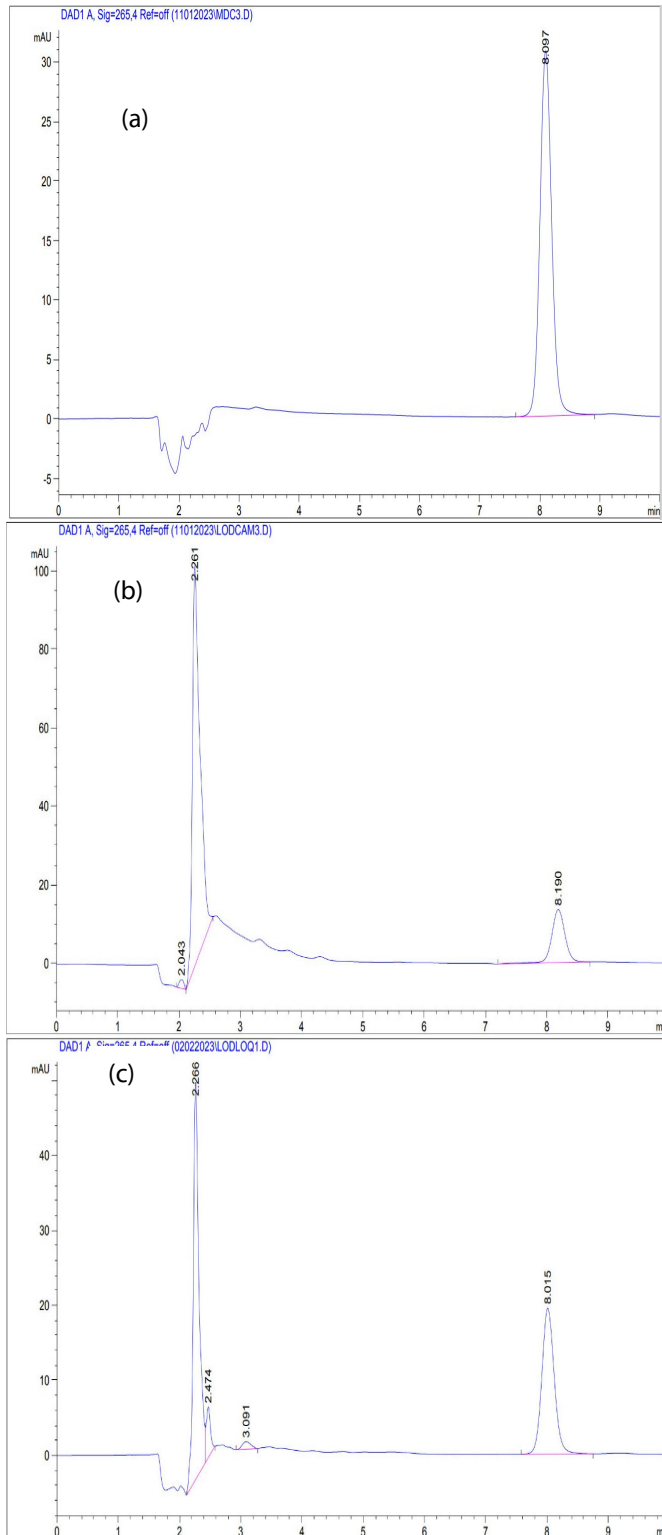 DAD1 A, Sig=265,4 Ref=off (11012023\MDC3.D)
mAU
8.097
30
(a)
25
20
15
10
5
0
-5
0 1 2 3 4 5 6 7 8 9 min
DAD1 A, Sig=265,4 Ref=off (11012023\LODCAM3.D)
mAU
2.261
100
(b)
80
60
40
20
8.190
2.043
0
0 1 2 3 4 5 6 7 8 9 m
DAD1 A, Sig=265,4 Ref=off (02022023\LODLOQ1.D)
mAU
(c)
2.266
40
30
20
8.015
10
2.474
3.091
0
0 1 2 3 4 5 6 7 8 9 m